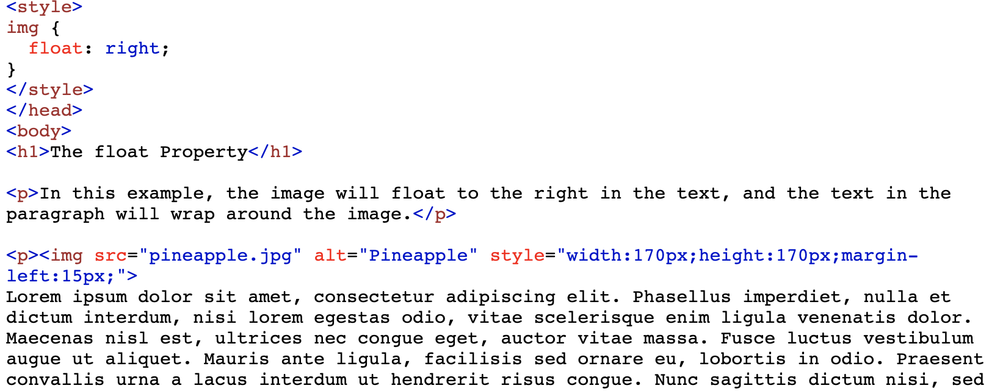 <style>
img {
  float: right;
}
</style>
</head>
<body>
<h1>The float Property</h1>

<p>In this example, the image will float to the right in the text, and the text in the
paragraph will wrap around the image.</p>

<p><img src="pineapple.jpg" alt="Pineapple" style="width:170px;height:170px;margin-
left:15px;">
Lorem ipsum dolor sit amet, consectetur adipiscing elit. Phasellus imperdiet, nulla et
dictum interdum, nisi lorem egestas odio, vitae scelerisque enim ligula venenatis dolor.
Maecenas nisl est, ultrices nec congue eget, auctor vitae massa. Fusce luctus vestibulum
augue ut aliquet. Mauris ante ligula, facilisis sed ornare eu, lobortis in odio. Praesent
convallis urna a lacus interdum ut hendrerit risus congue. Nunc sagittis dictum nisi, sed